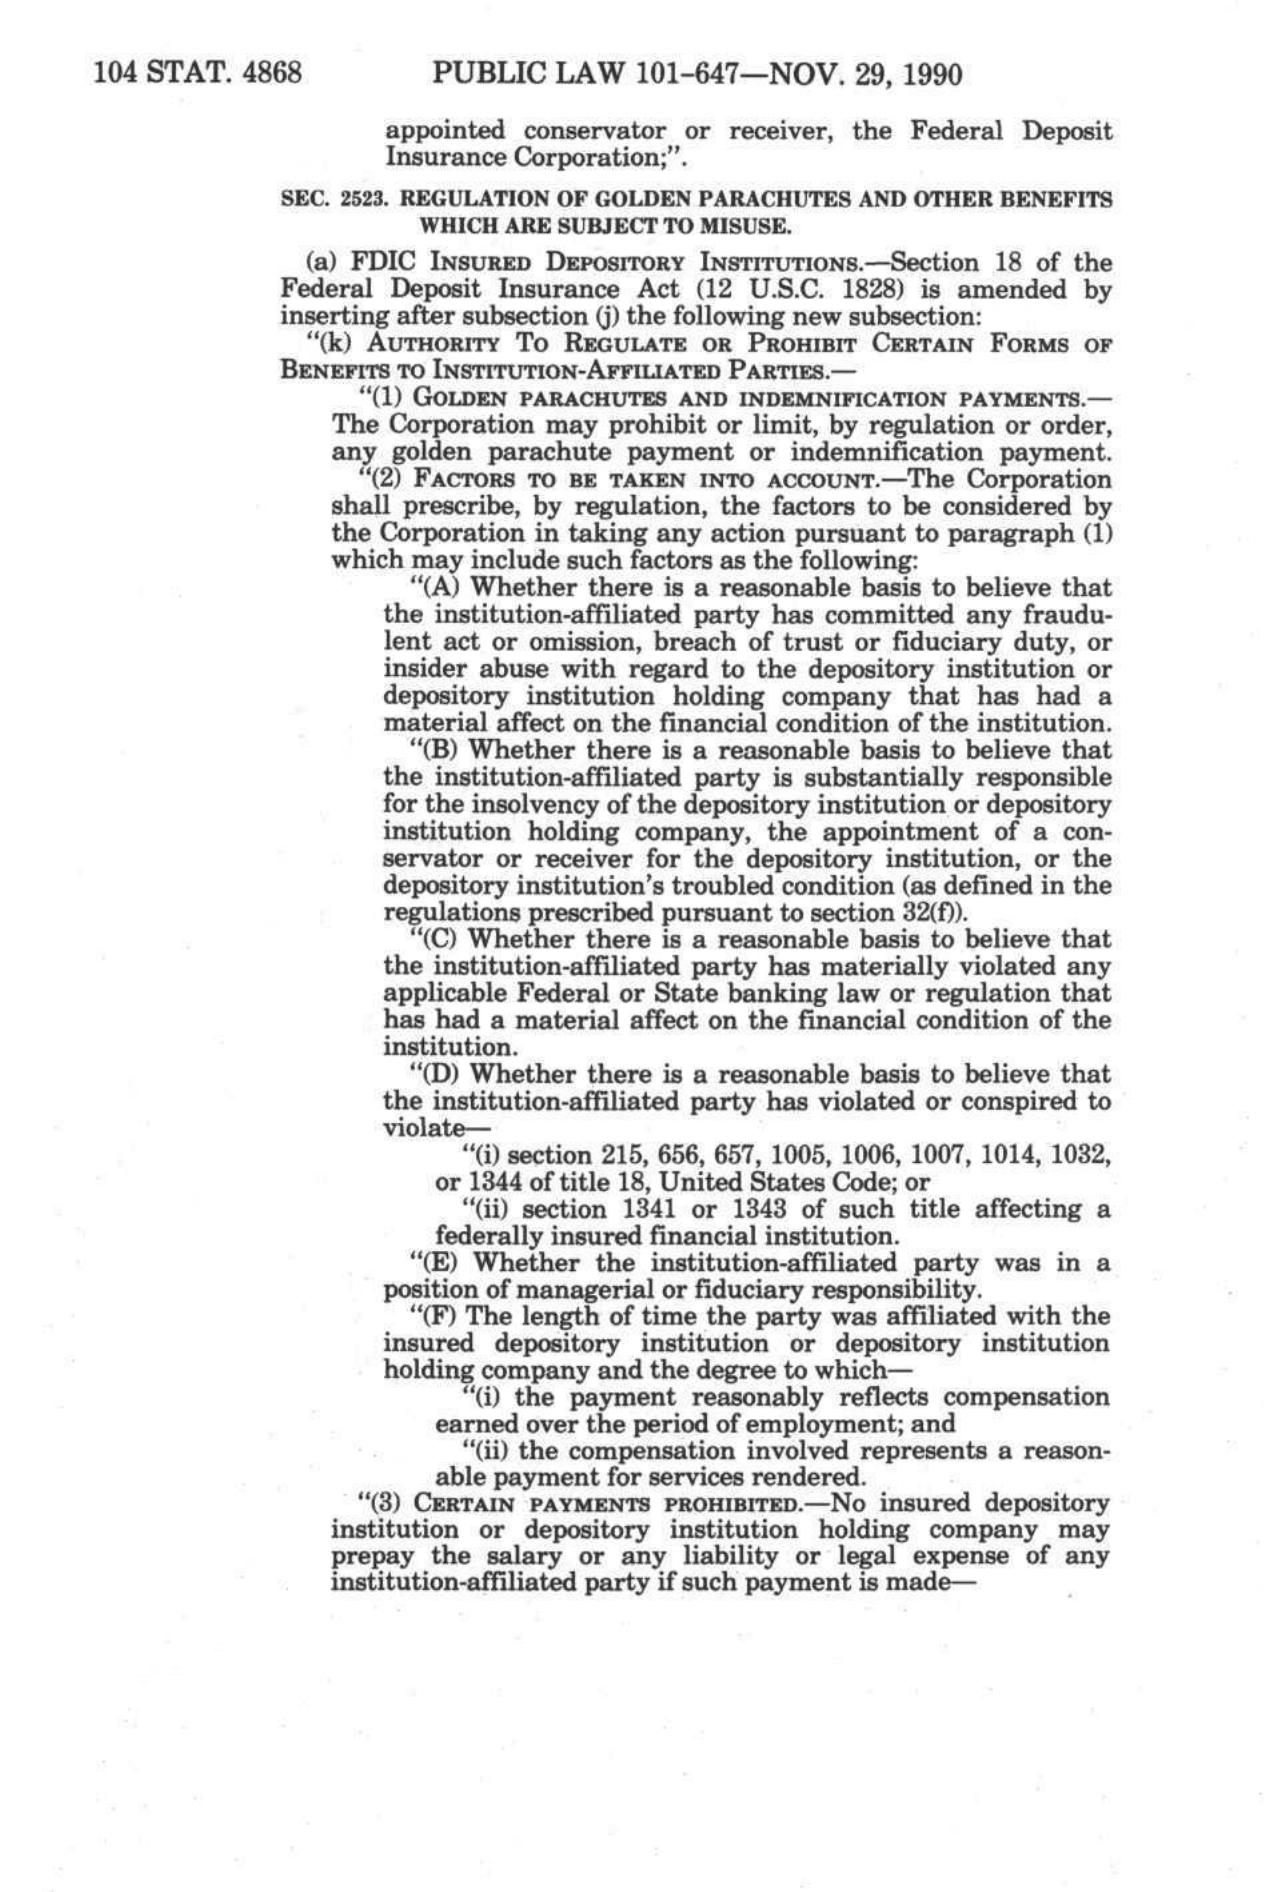 104 STAT. 4868 PUBLIC LAW 101-647—NOV. 29, 1990
appointed conservator or receiver, the Federal Deposit
Insurance Corporation;”.
SEC. 2523. REGULATION OF GOLDEN PARACHUTES AND OTHER BENEFITS
WHICH ARE SUBJECT TO MISUSE.
(a) FDIC INSURED DEPOSITORY INSTITUTIONS.—Section 18 of the
Federal Deposit Insurance Act (12 U.S.C. 1828) is amended by
inserting after subsection (j) the following new subsection:
“(k) AUTHORITY TO REGULATE OR PROHIBIT CERTAIN FORMS OF
BENEFITS TO INSTITUTION-AFFILIATED PARTIES.—
“(1) GOLDEN PARACHUTES AND INDEMNIFICATION PAYMENTS.—
The Corporation may prohibit or limit, by regulation or order,
any golden parachute payment or indemnification payment.
“(2) FACTORS TO BE TAKEN INTO ACCOUNT.—The Corporation
shall prescribe, by regulation, the factors to be considered by
the Corporation in taking any action pursuant to paragraph (1)
which may include such factors as the following:
“(A) Whether there is a reasonable basis to believe that
the institution-affiliated party has committed any fraudu-
lent act or omission, breach of trust or fiduciary duty, or
insider abuse with regard to the depository institution or
depository institution holding company that has had a
material affect on the financial condition of the institution.
“(B) Whether there is a reasonable basis to believe that
the institution-affiliated party is substantially responsible
for the insolvency of the depository institution or depository
institution holding company, the appointment of a con-
servator or receiver for the depository institution, or the
depository institution's troubled condition (as defined in the
regulations prescribed pursuant to section 32(f)).
“(C) Whether there is a reasonable basis to believe that
the institution-affiliated party has materially violated any
applicable Federal or State banking law or regulation that
has had a material affect on the financial condition of the
institution.
“(D) Whether there is a reasonable basis to believe that
the institution-affiliated party has violated or conspired to
violate—
“(i) section 215, 656, 657, 1005, 1006, 1007, 1014, 1032,
or 1344 of title 18, United States Code; or
“(ii) section 1341 or 1343 of such title affecting a
federally insured financial institution.
“(E) Whether the institution-affiliated party was in a
position of managerial or fiduciary responsibility.
“(F) The length of time the party was affiliated with the
insured depository institution or depository institution
holding company and the degree to which—
“(i) the payment reasonably reflects compensation
earned over the period of employment; and
“(ii) the compensation involved represents a reason-
able payment for services rendered.
“(3) CERTAIN PAYMENTS PROHIBITED.—No insured depository
institution or depository institution holding company may
prepay the salary or any liability or legal expense of any
institution-affiliated party if such payment is made—